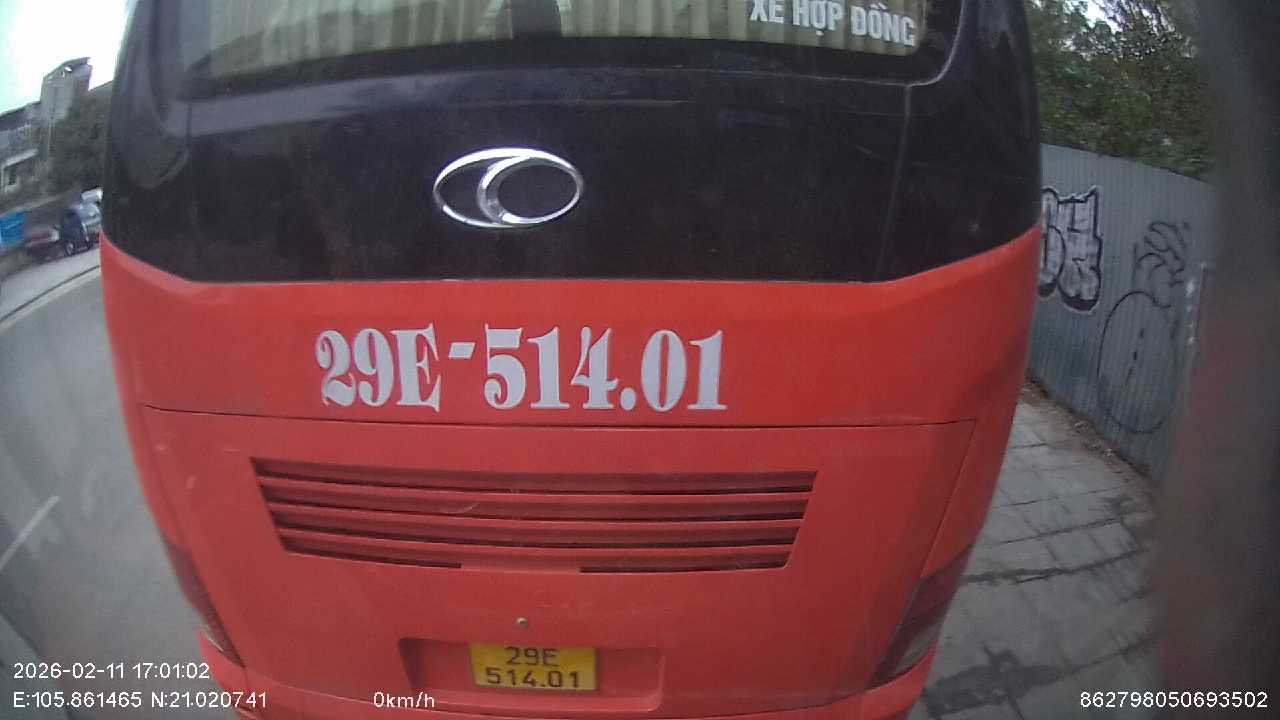 XE HỢP ĐỒNG
29E-514.01
29E
514.01
2026-02-11 17:01:02
E:105.861465 N:21.020741 0km/h 862798050693502